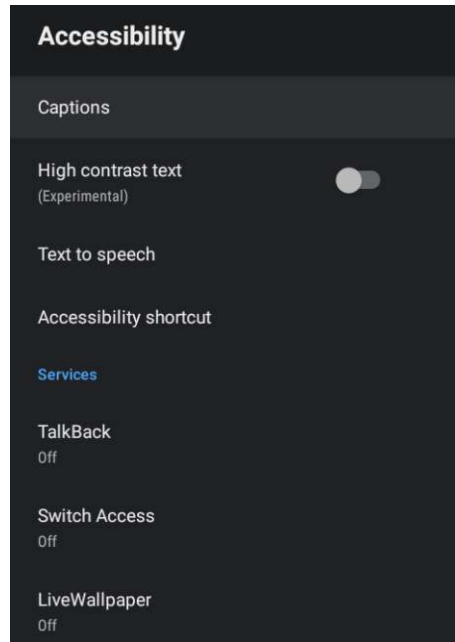 Accessibility
Captions
High contrast text
(Experimental)
Text to speech
Accessibility shortcut
Services
TalkBack
Off
Switch Access
Off
LiveWallpaper
Off